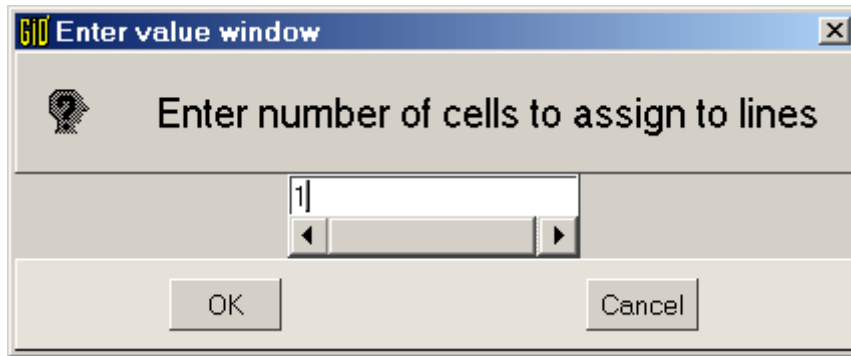 GiD Enter value window
Enter number of cells to assign to lines
1
OK Cancel